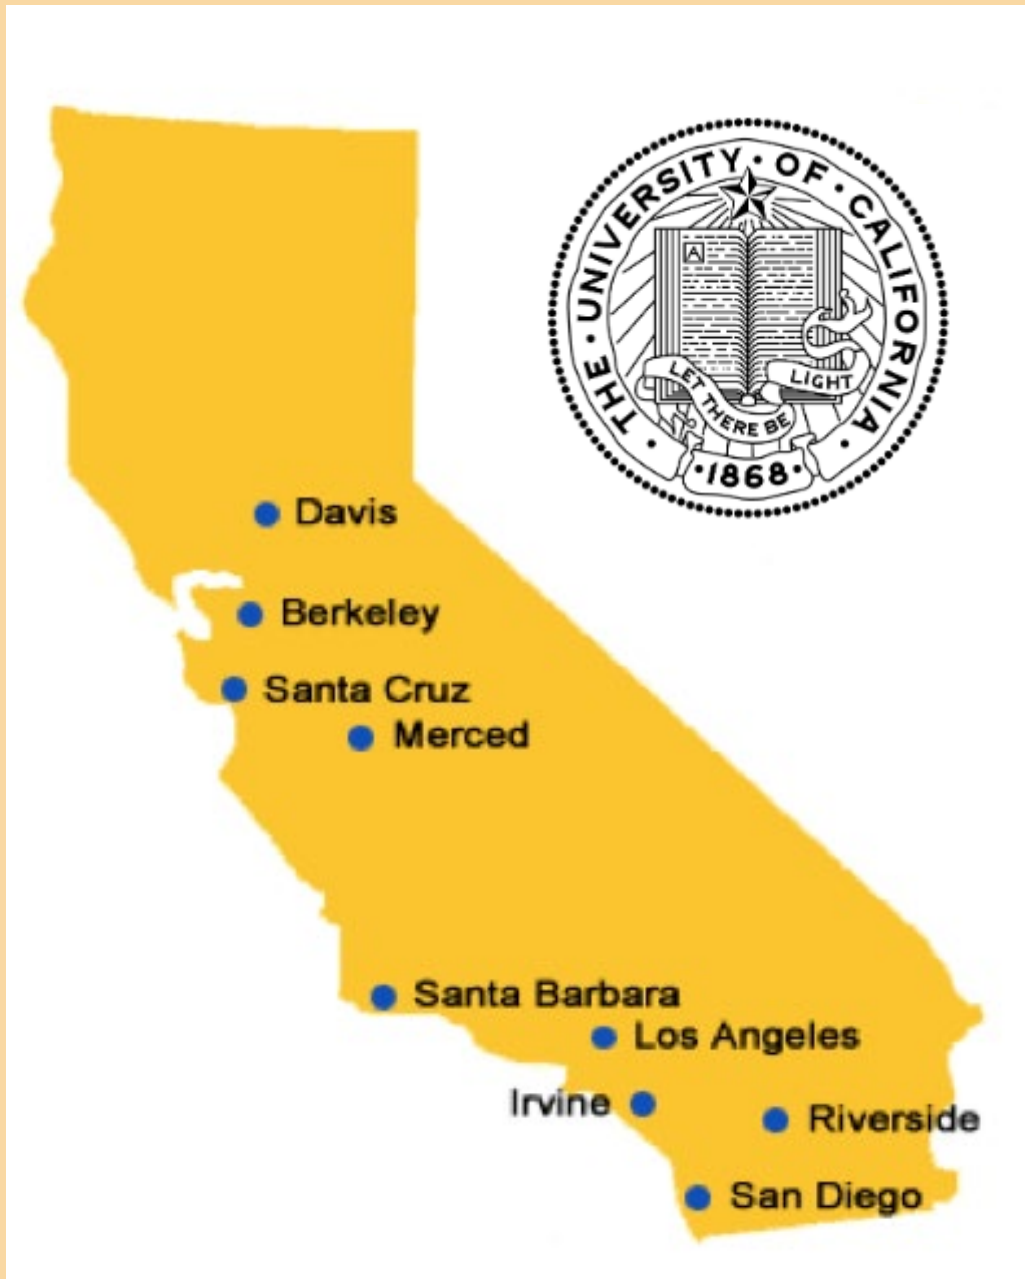 THE · UNIVERSITY · OF · CALIFORNIA
A
LET THERE BE LIGHT
·1868·
Davis
Berkeley
Santa Cruz
Merced
Santa Barbara
Los Angeles
Irvine
Riverside
San Diego